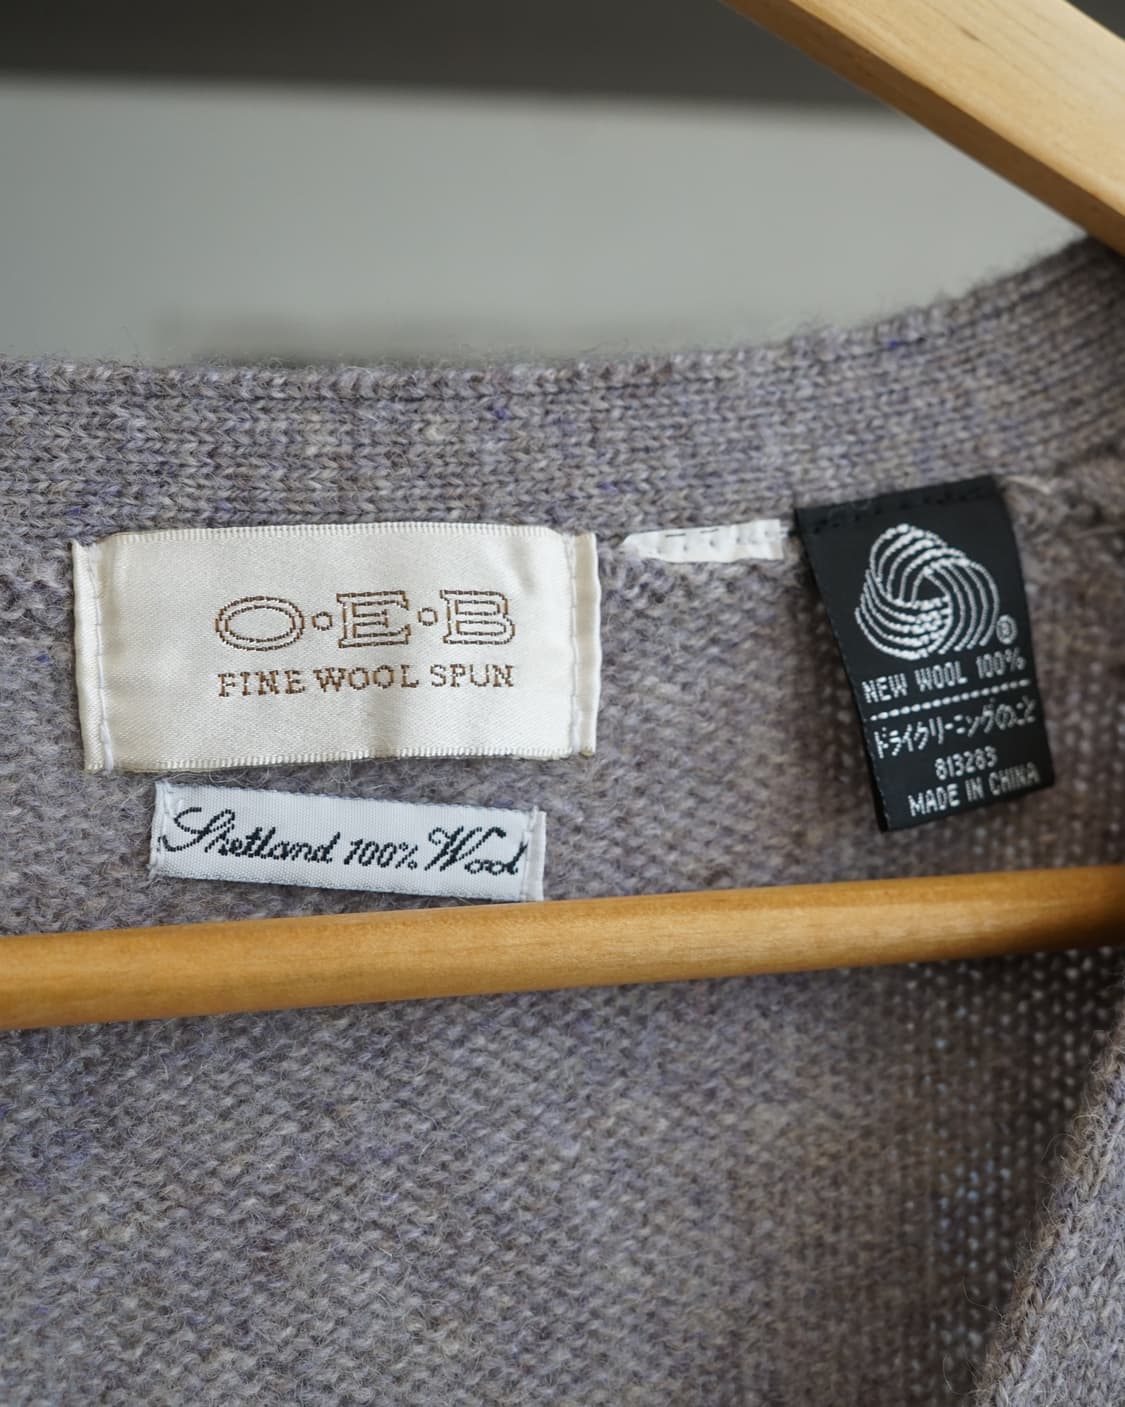 O·E·B
FINE WOOL SPUN
Shetland 100% Wool
®
NEW WOOL 100%
ドライクリーニングのこと
813283
MADE IN CHINA